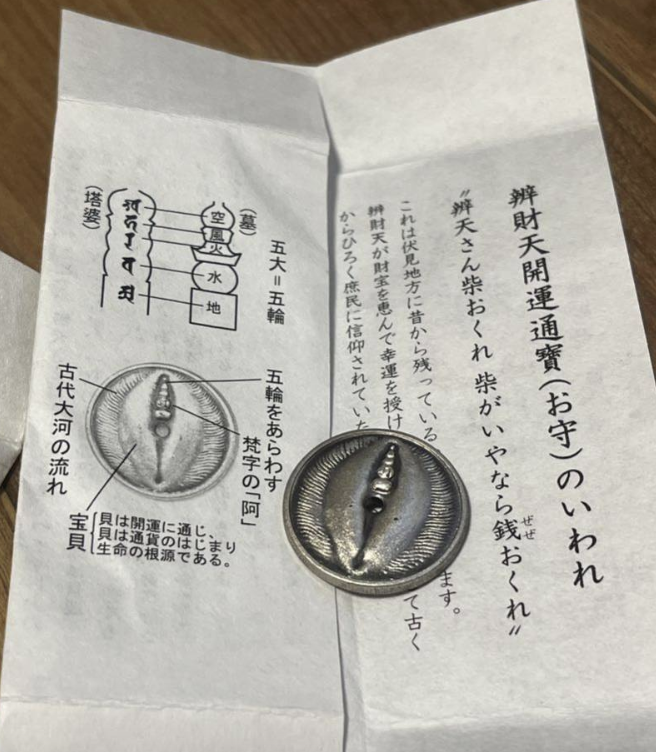 辨財天開運通寶(お守)のいわれ
〝辨天さん柴おくれ 柴がいやなら銭おくれ〟
ぜぜ
これは伏見地方に昔から残っている
ます。
辨財天が財宝を恵んで幸運を授け
て古く
からひろく庶民に信仰されていた
五大=五輪
(墓)
空
風
火
水
地
(塔婆)
五輪をあらわす
梵字の「阿」
古代大河の流れ
宝貝
貝は開運に通じ、
貝は通貨のはじまり
生命の根源である。